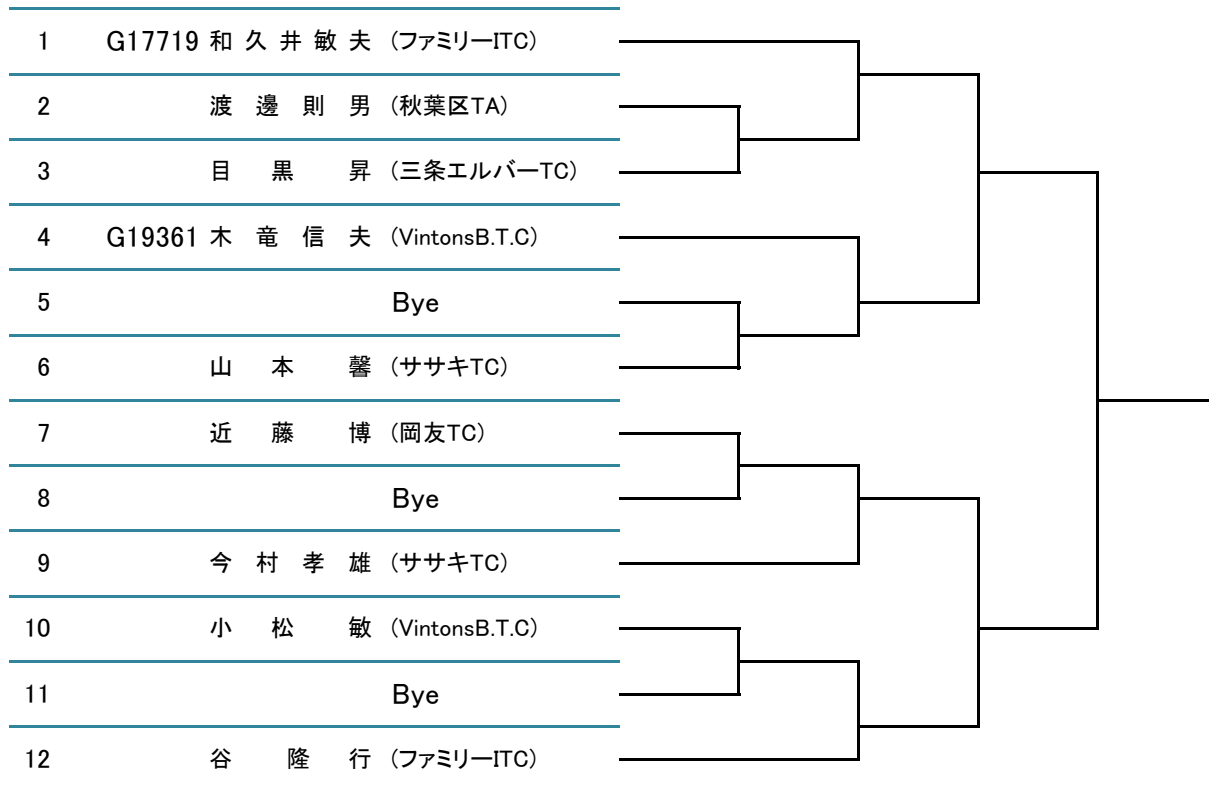 1 G17719 和久井敏夫 (ファミリーITC)
2 渡邊則男 (秋葉区TA)
3 目黒昇 (三条エルバーTC)
4 G19361 木竜信夫 (VintonsB.T.C)
5 Bye
6 山本馨 (ササキTC)
7 近藤博 (岡友TC)
8 Bye
9 今村孝雄 (ササキTC)
10 小松敏 (VintonsB.T.C)
11 Bye
12 谷隆行 (ファミリーITC)